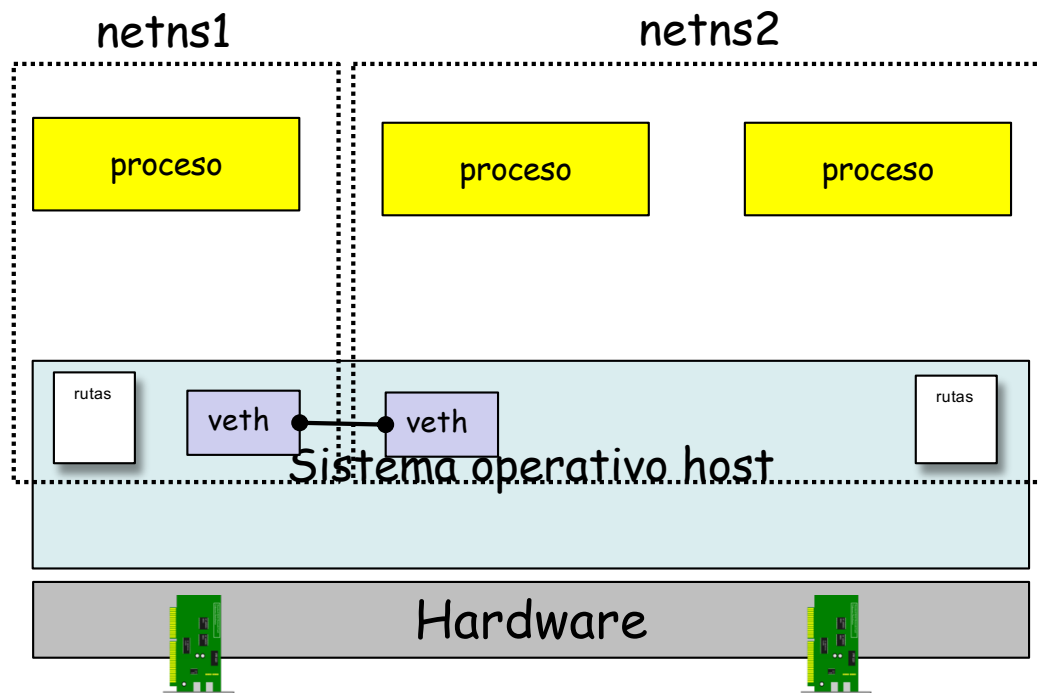 netns1
netns2
proceso
proceso
proceso
rutas
veth
veth
rutas
Sistema operativo host
Hardware